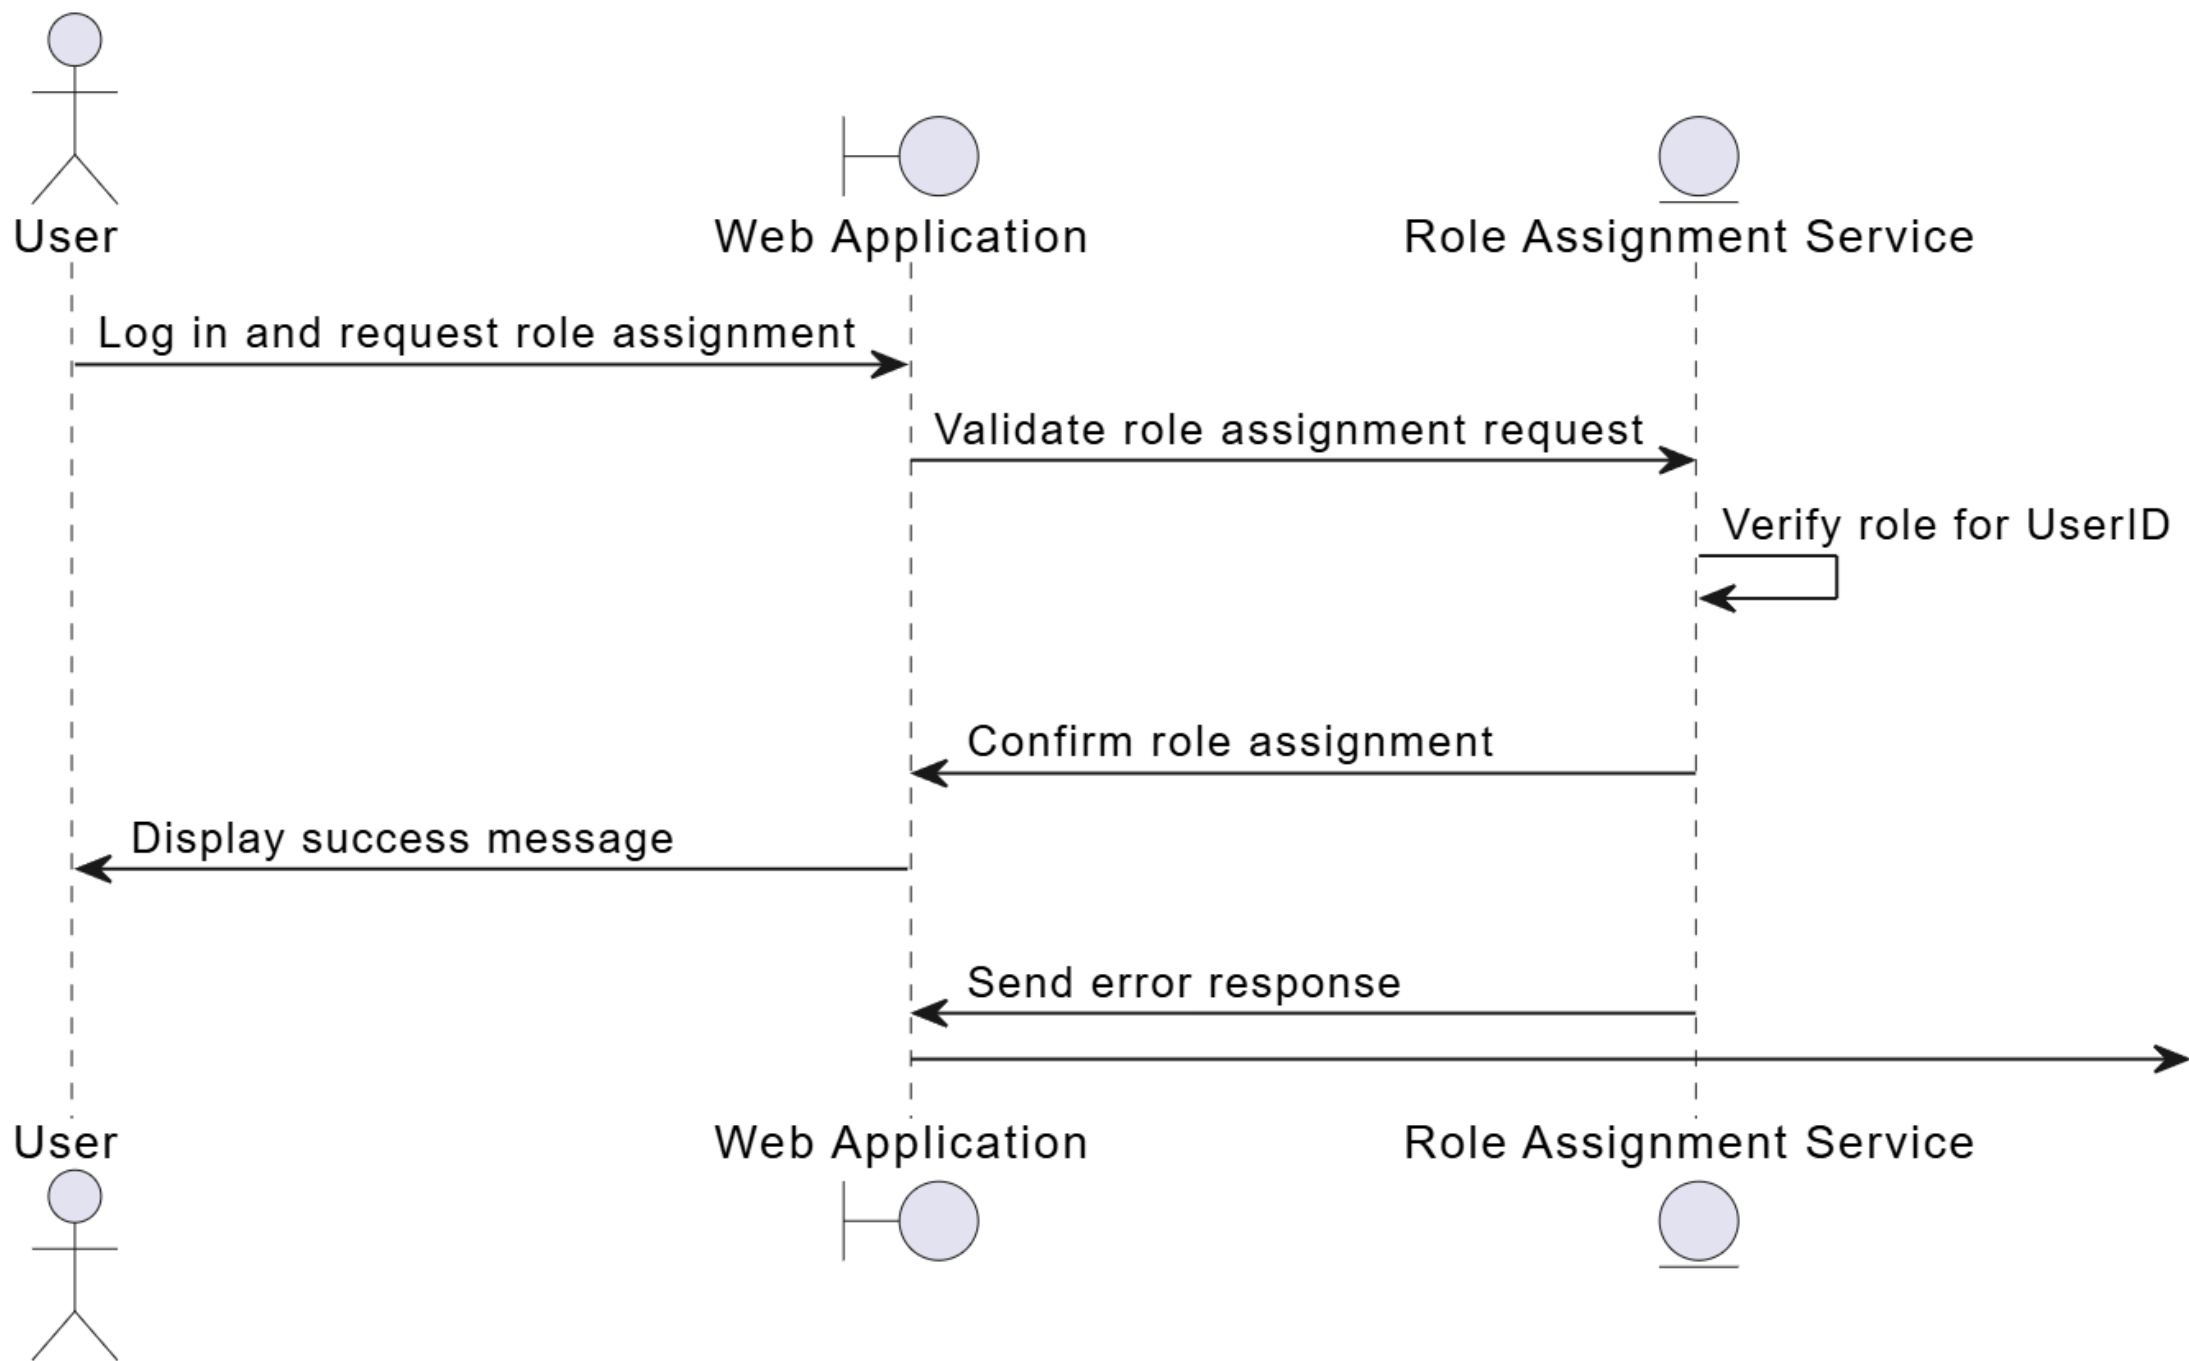 User
Web Application
Role Assignment Service
Log in and request role assignment
Validate role assignment request
Verify role for UserID
Confirm role assignment
Display success message
Send error response
User
Web Application
Role Assignment Service